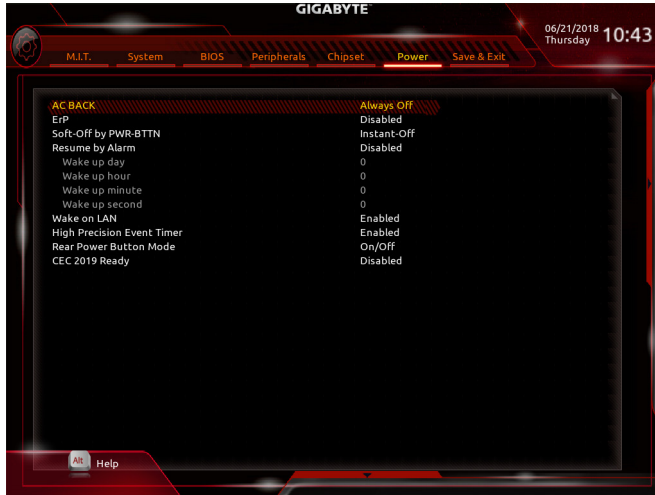 GIGABYTE™
06/21/2018 10:43
Thursday
M.I.T. System BIOS Peripherals Chipset Power Save & Exit
AC BACK Always Off
ErP Disabled
Soft-Off by PWR-BTTN Instant-Off
Resume by Alarm Disabled
Wake up day 0
Wake up hour 0
Wake up minute 0
Wake up second 0
Wake on LAN Enabled
High Precision Event Timer Enabled
Rear Power Button Mode On/Off
CEC 2019 Ready Disabled
Alt Help